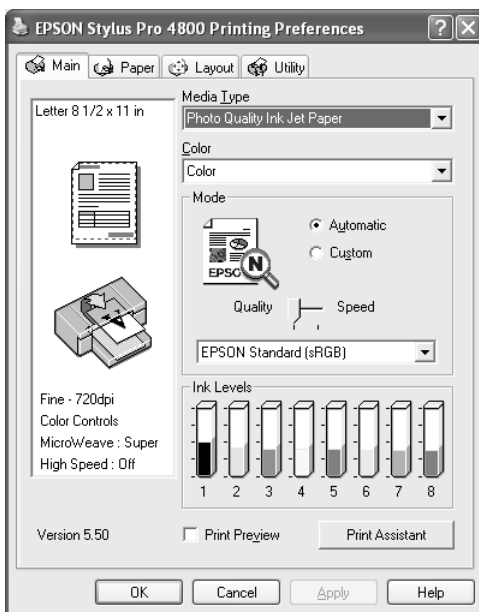 EPSON Stylus Pro 4800 Printing Preferences
Main Paper Layout Utility
Letter 8 1/2 x 11 in
Fine - 720dpi
Color Controls
MicroWeave : Super
High Speed : Off
Media Type
Photo Quality Ink Jet Paper
Color
Color
Mode
EPSO
N
Automatic
Custom
Quality Speed
EPSON Standard (sRGB)
Ink Levels
1 2 3 4 5 6 7 8
Version 5.50
Print Preview
Print Assistant
OK Cancel Apply Help